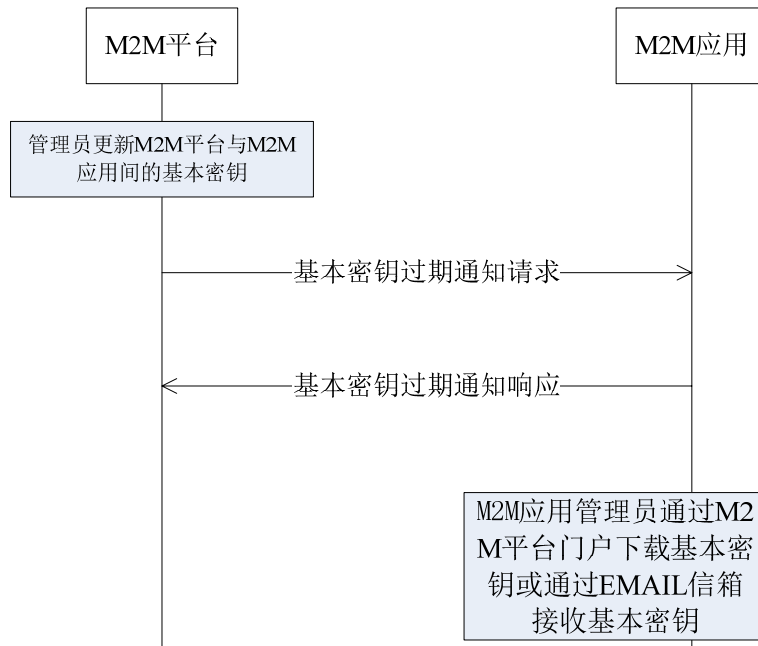 M2M平台
M2M应用
管理员更新M2M平台与M2M
应用间的基本密钥
基本密钥过期通知请求
基本密钥过期通知响应
M2M应用管理员通过M2
M平台门户下载基本密
钥或通过EMAIL信箱
接收基本密钥